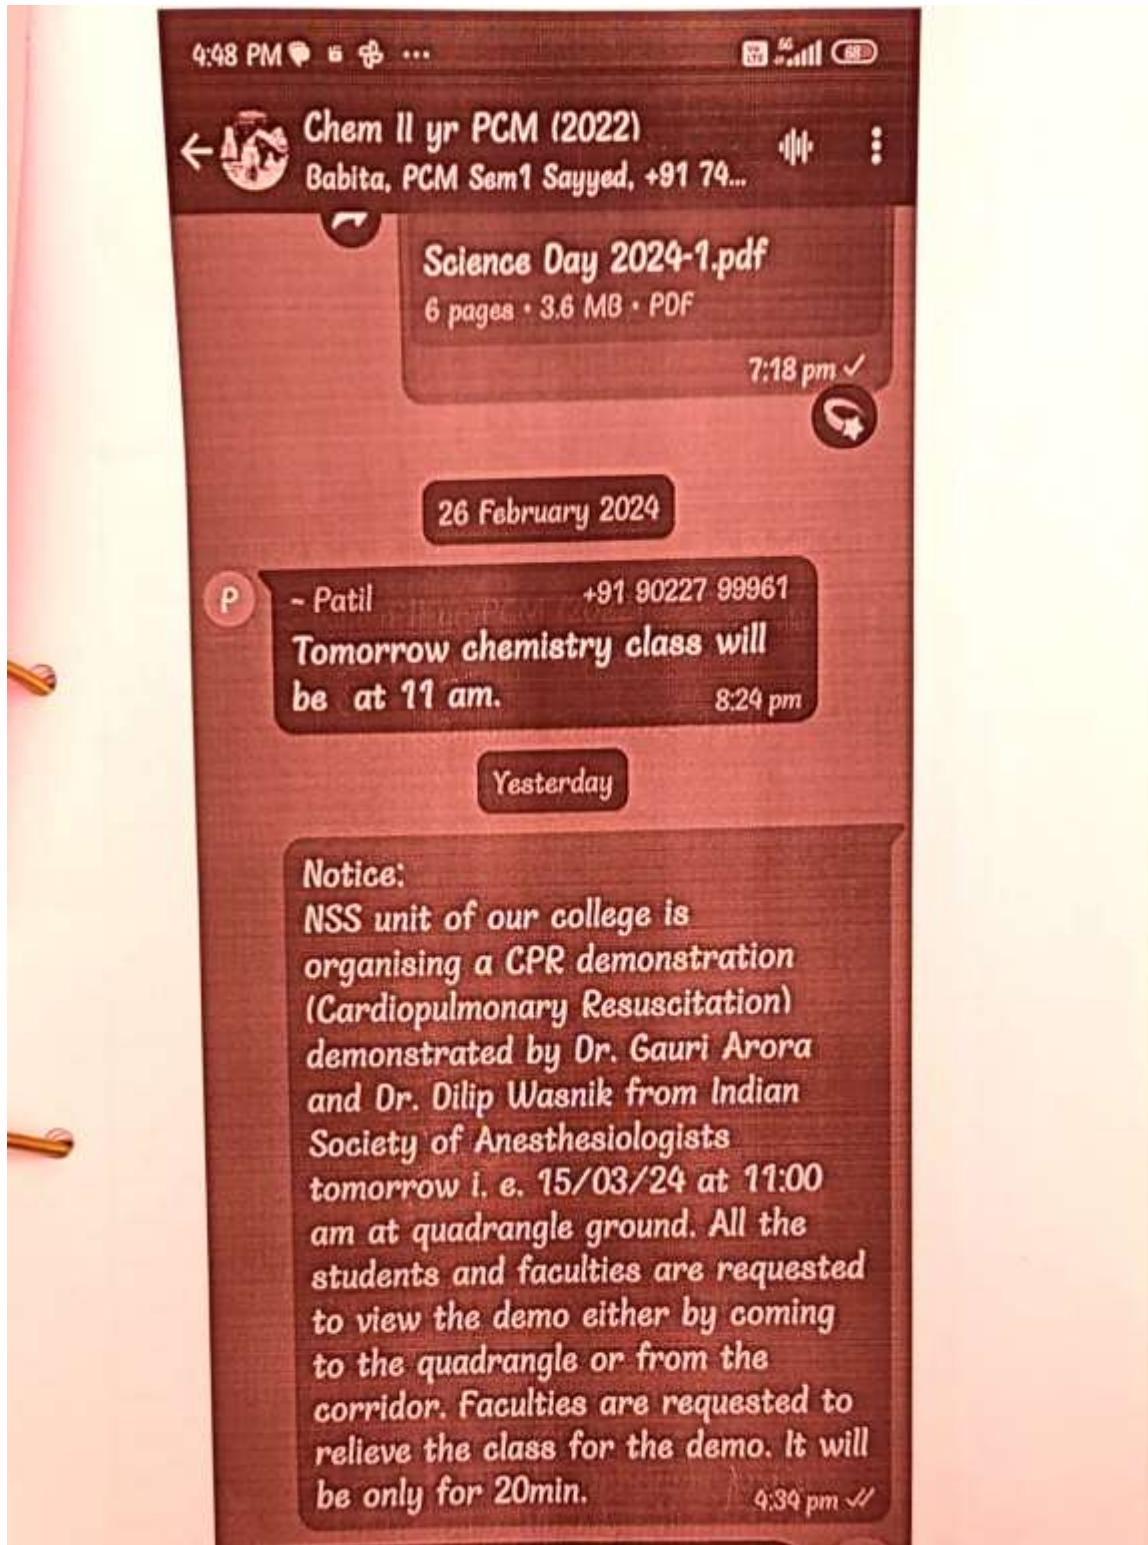 4:48 PM
68
Chem II yr PCM (2022)
Babita, PCM Sem1 Sayyed, +91 74...
Science Day 2024-1.pdf
6 pages • 3.6 MB • PDF
7:18 pm
26 February 2024
P
~ Patil +91 90227 99961
Tomorrow chemistry class will
be at 11 am. 8:24 pm
Yesterday
Notice:
NSS unit of our college is
organising a CPR demonstration
(Cardiopulmonary Resuscitation)
demonstrated by Dr. Gauri Arora
and Dr. Dilip Wasnik from Indian
Society of Anesthesiologists
tomorrow i. e. 15/03/24 at 11:00
am at quadrangle ground. All the
students and faculties are requested
to view the demo either by coming
to the quadrangle or from the
corridor. Faculties are requested to
relieve the class for the demo. It will
be only for 20min. 4:34 pm